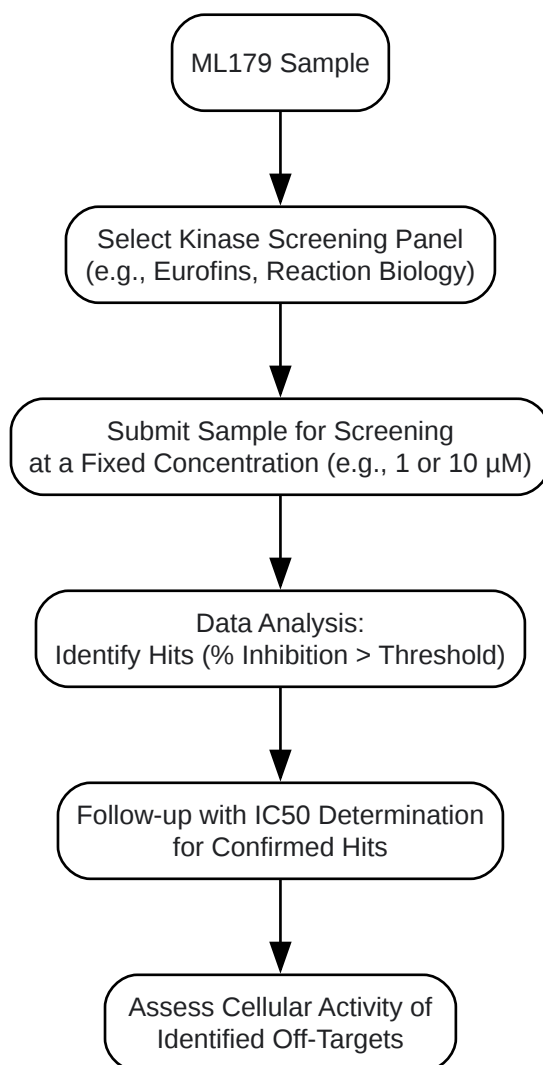 ML179 Sample
Select Kinase Screening Panel
(e.g., Eurofins, Reaction Biology)
Submit Sample for Screening
at a Fixed Concentration (e.g., 1 or 10 µM)
Data Analysis:
Identify Hits (% Inhibition > Threshold)
Follow-up with IC50 Determination
for Confirmed Hits
Assess Cellular Activity of
Identified Off-Targets